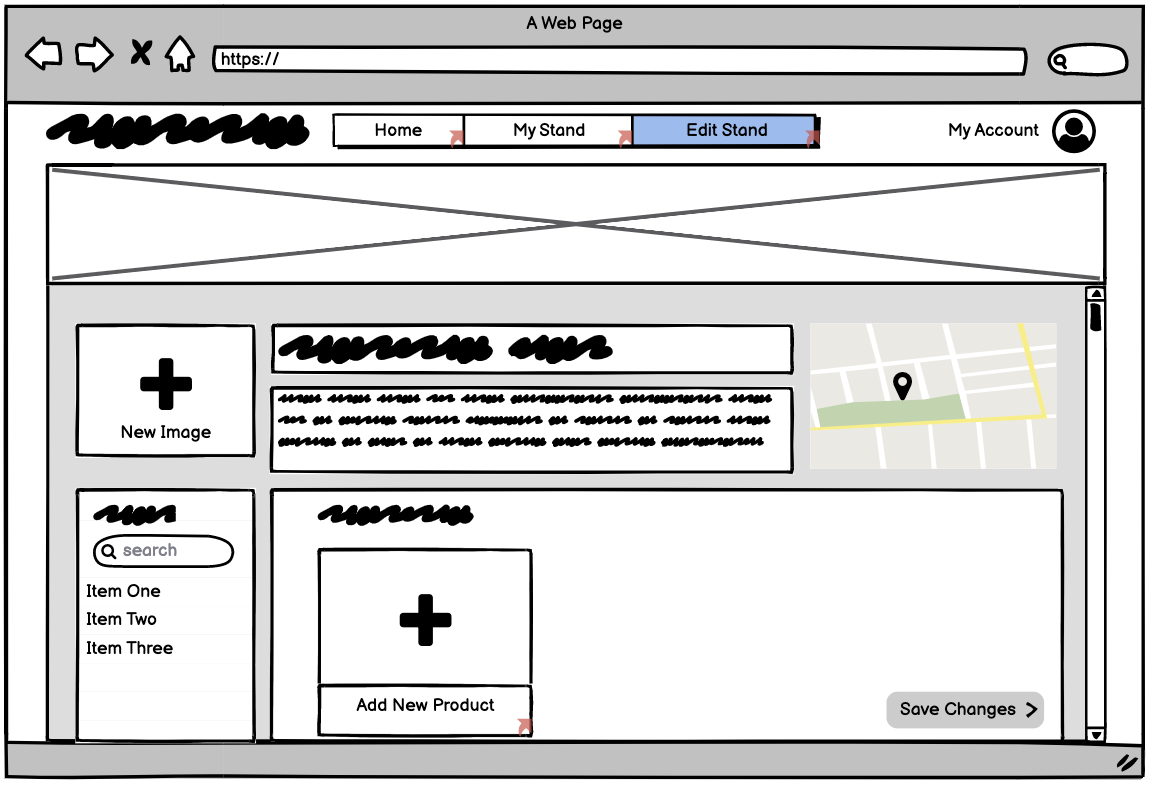 A Web Page
https://
Home My Stand Edit Stand My Account
New Image
search
Item One
Item Two
Item Three
Add New Product
Save Changes